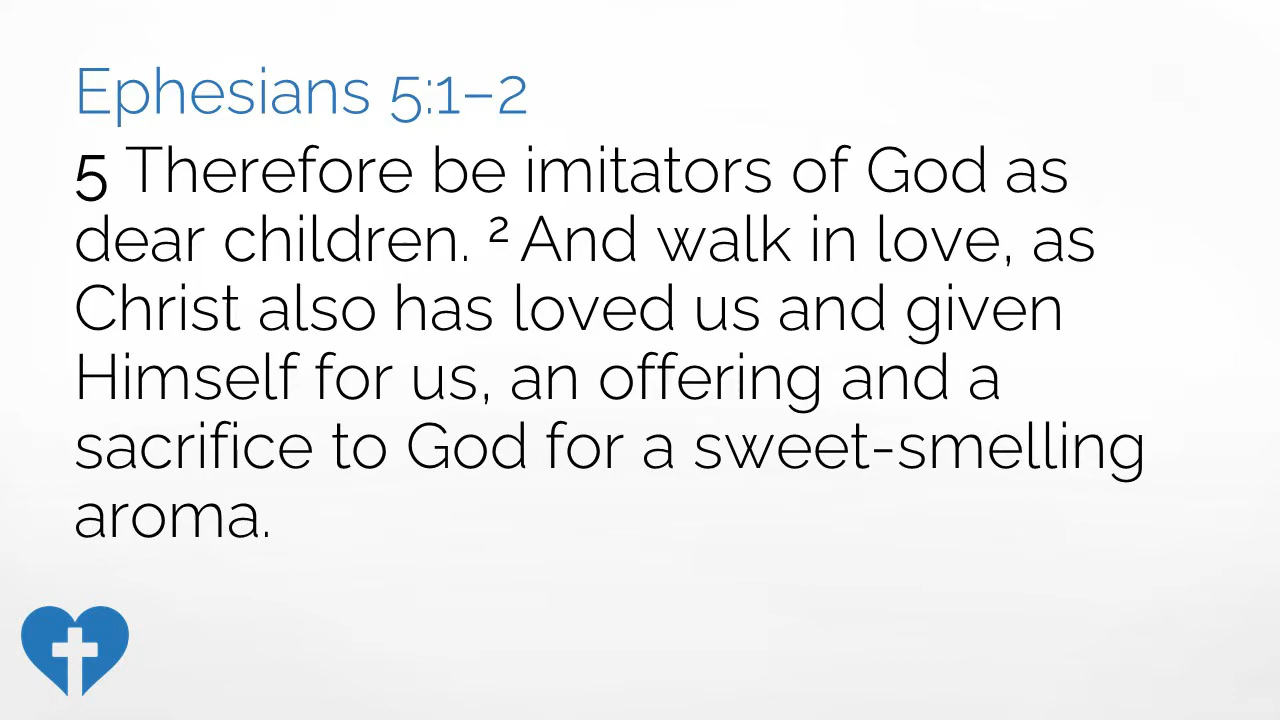 Ephesians 5:1–2
5 Therefore be imitators of God as
dear children. ² And walk in love, as
Christ also has loved us and given
Himself for us, an offering and a
sacrifice to God for a sweet-smelling
aroma.